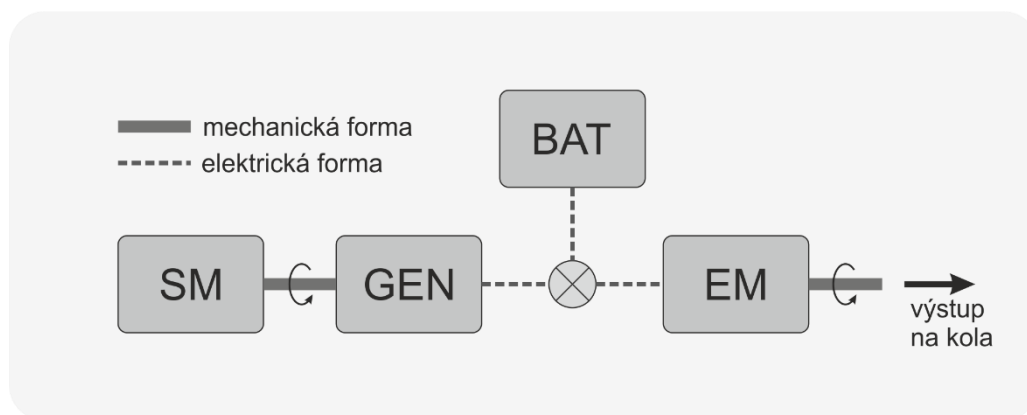 mechanická forma
elektrická forma
BAT
SM
GEN
EM
výstup
na kola